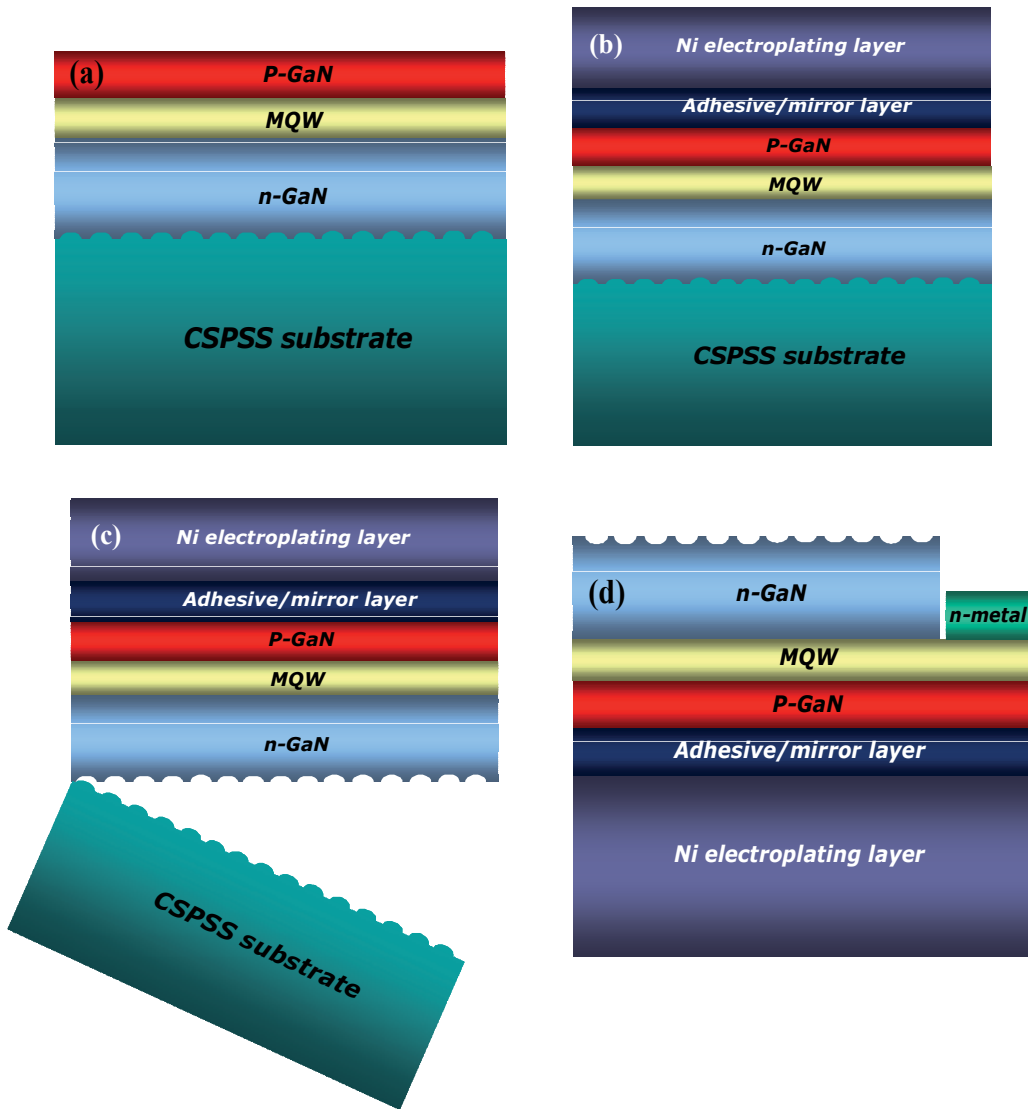 (a)
P-GaN
MQW
n-GaN
CSPSS substrate
(b)
Ni electroplating layer
Adhesive/mirror layer
P-GaN
MQW
n-GaN
CSPSS substrate
(c)
Ni electroplating layer
Adhesive/mirror layer
P-GaN
MQW
n-GaN
CSPSS substrate
(d)
n-GaN
n-metal
MQW
P-GaN
Adhesive/mirror layer
Ni electroplating layer